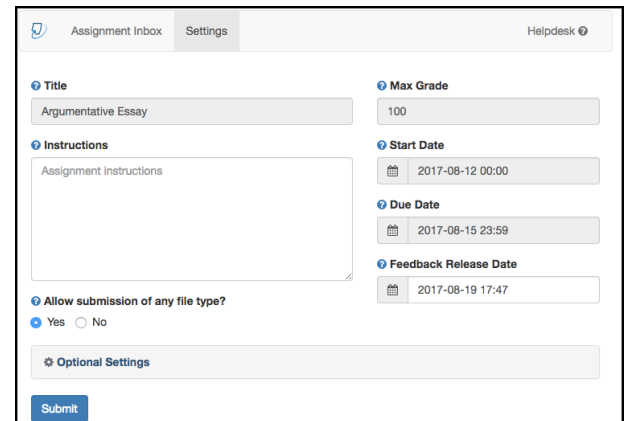 Assignment Inbox Settings Helpdesk
Title
Argumentative Essay
Instructions
Assignment instructions
Allow submission of any file type?
Yes No
Max Grade
100
Start Date
2017-08-12 00:00
Due Date
2017-08-15 23:59
Feedback Release Date
2017-08-19 17:47
Optional Settings
Submit